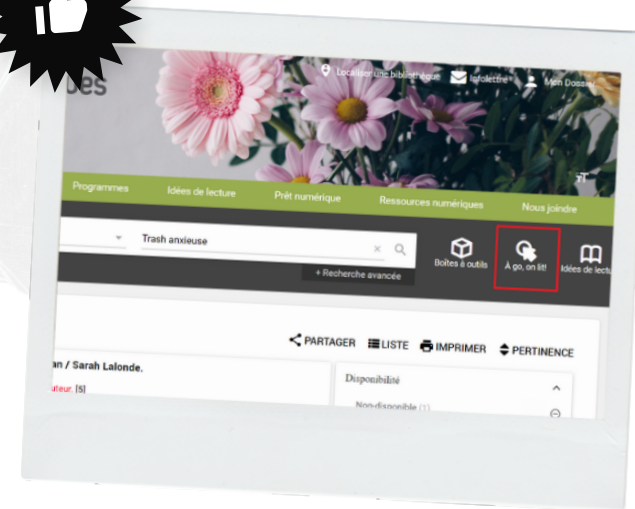 Localiser une bibliothèque Infolettre Mon Dossier
Programmes Idées de lecture Prêt numérique Ressources numériques Nous joindre
Trash anxieuse
+ Recherche avancée
Boîtes à outils À go, on lit! Idées de lectu
PARTAGER LISTE IMPRIMER PERTINENCE
an / Sarah Lalonde.
uteur. [5]
Disponibilité
Non-disponible (1)